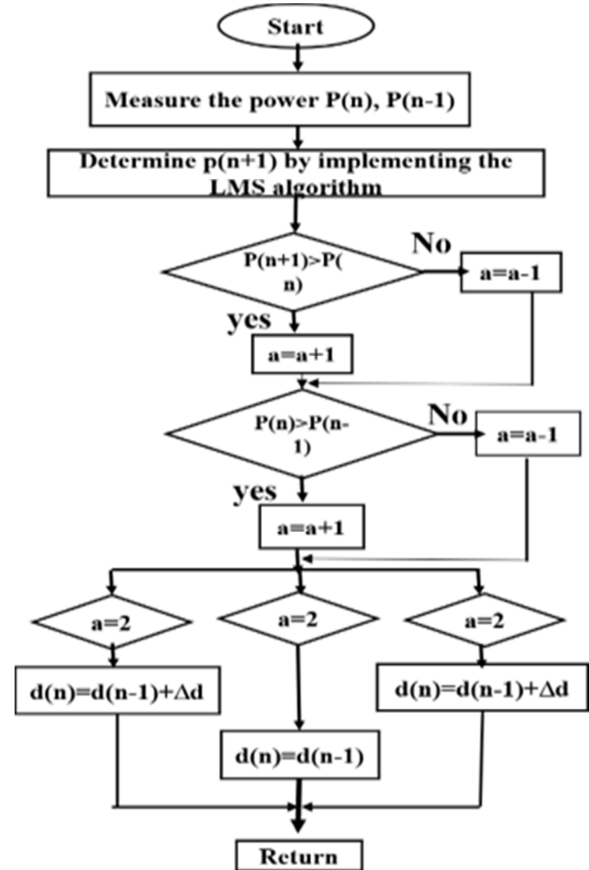 Start
Measure the power P(n), P(n-1)
Determine p(n+1) by implementing the
LMS algorithm
P(n+1)>P(
n)
No
a=a-1
yes
a=a+1
P(n)>P(n-
1)
No
a=a-1
yes
a=a+1
a=2
a=2
a=2
d(n)=d(n-1)+Δd
d(n)=d(n-1)+Δd
d(n)=d(n-1)
Return